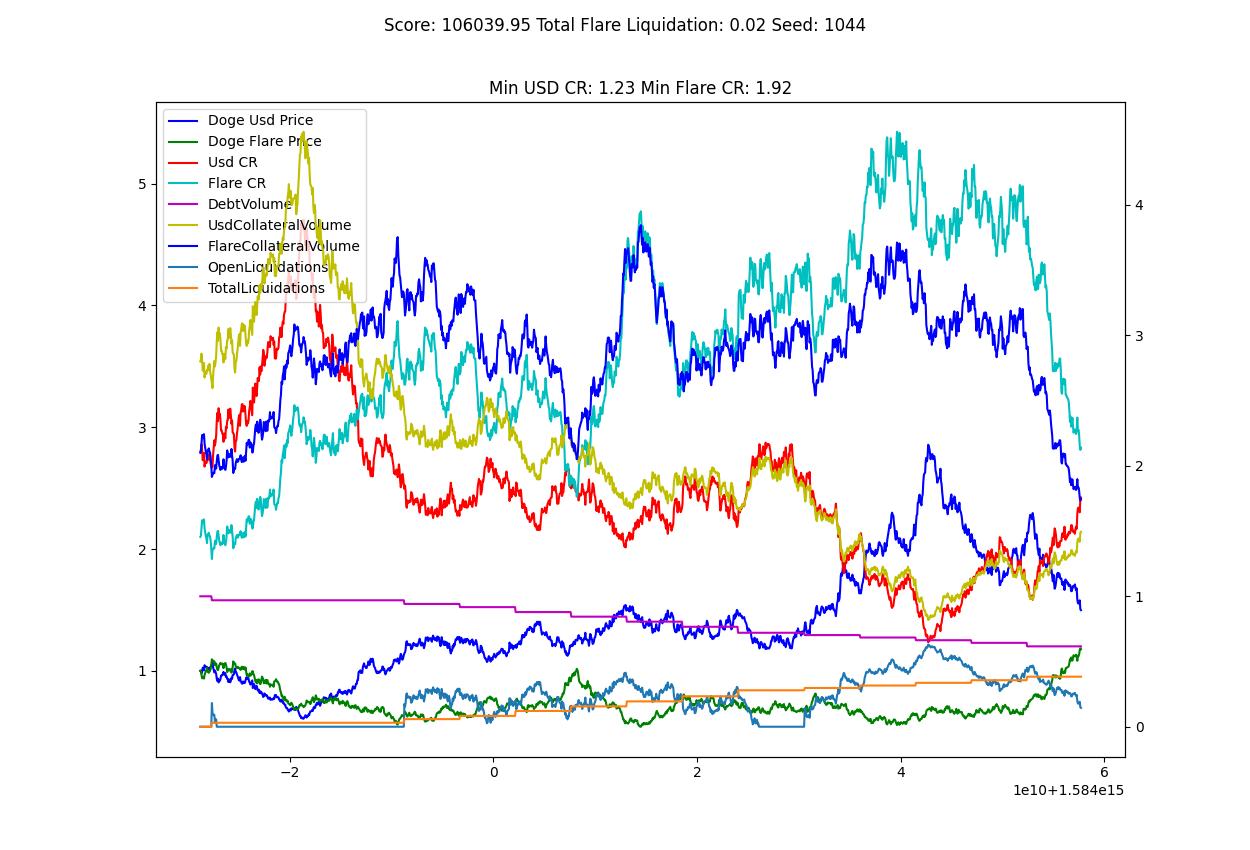 Score: 106039.95 Total Flare Liquidation: 0.02 Seed: 1044
Min USD CR: 1.23 Min Flare CR: 1.92
Doge Usd Price
Doge Flare Price
Usd CR
Flare CR
DebtVolume
UsdCollateralVolume
FlareCollateralVolume
OpenLiquidations
TotalLiquidations
5
4
3
2
1
4
3
2
1
0
−2
0
2
4
6
1e10+1.584e15